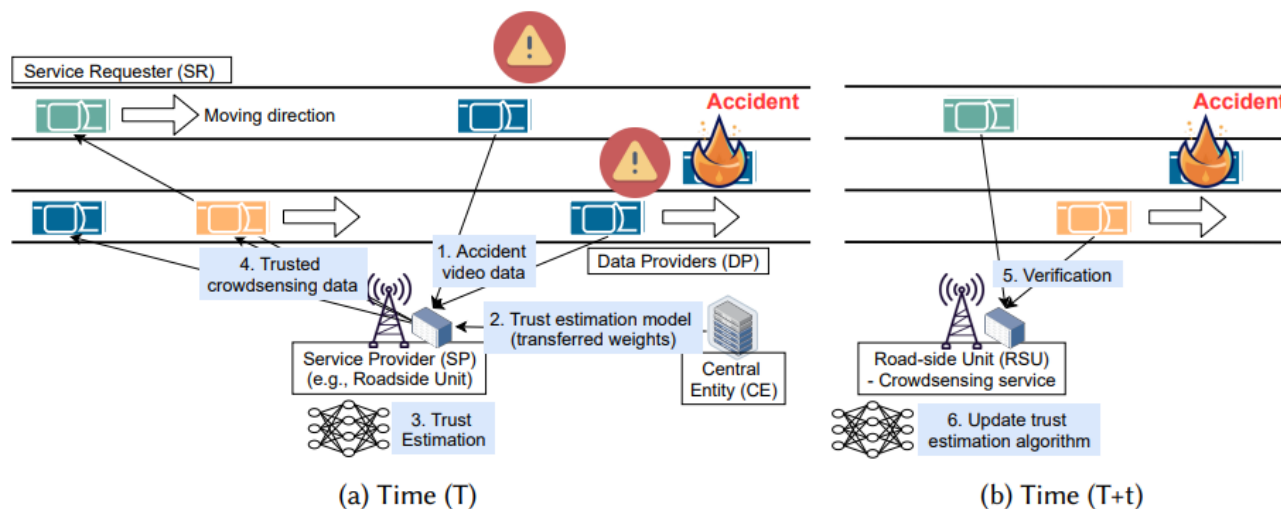 Service Requester (SR)
Moving direction
Accident
1. Accident
video data
Data Providers (DP)
4. Trusted
crowdsensing data
2. Trust estimation model
(transferred weights)
Service Provider (SP)
(e.g., Roadside Unit)
Central
Entity (CE)
3. Trust
Estimation
(a) Time (T)
Accident
5. Verification
Road-side Unit (RSU)
- Crowdsensing service
6. Update trust
estimation algorithm
(b) Time (T+t)